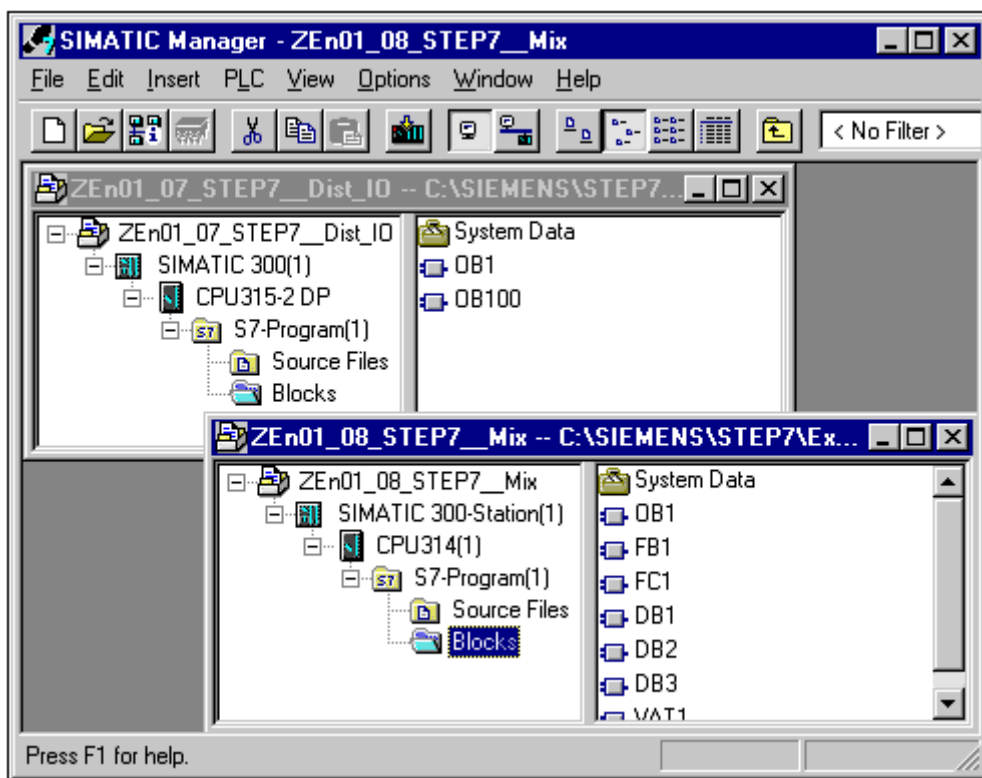 SIMATIC Manager - ZEn01_08_STEP7__Mix
File Edit Insert PLC View Options Window Help
< No Filter >
ZEn01_07_STEP7__Dist_IO -- C:\SIEMENS\STEP7...
ZEn01_07_STEP7__Dist_IO
SIMATIC 300(1)
CPU315-2 DP
S7-Program(1)
Source Files
Blocks
System Data
OB1
OB100
ZEn01_08_STEP7__Mix -- C:\SIEMENS\STEP7\Ex...
ZEn01_08_STEP7__Mix
SIMATIC 300-Station(1)
CPU314(1)
S7-Program(1)
Source Files
Blocks
System Data
OB1
FB1
FC1
DB1
DB2
DB3
VAT1
Press F1 for help.